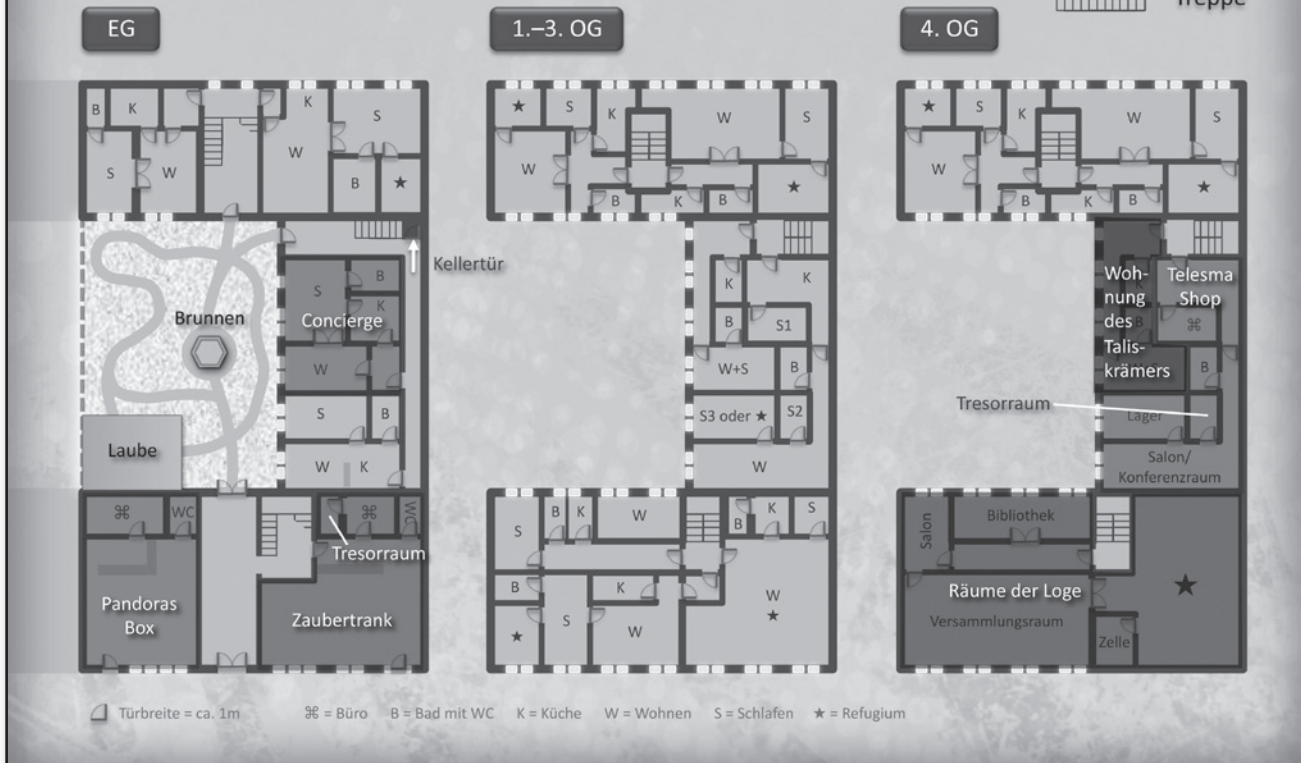 Treppe
EG
1.–3. OG
4. OG
B K K S
S W W B ★
Kellertür
S B
K
Concierge
W
Brunnen
S B
Laube
W K
⌘ WC ⌘ WC
Tresorraum
Pandoras
Box
Zaubertrank
★ S K W S
W ★
B K B
K K
B S1
W+S B
S3 oder ★ S2
W
S B K W B K S
B K W
★
★ S W
★ S K W S
W ★
B K B
Woh-
nung
des
Talis-
krämers
Telesma
Shop
K
B ⌘
B
Tresorraum
Lager
Salon/
Konferenzraum
Salon
Bibliothek
Räume der Loge
★
Versammlungsraum
Zelle
Türbreite = ca. 1m ⌘ = Büro B = Bad mit WC K = Küche W = Wohnen S = Schlafen ★ = Refugium